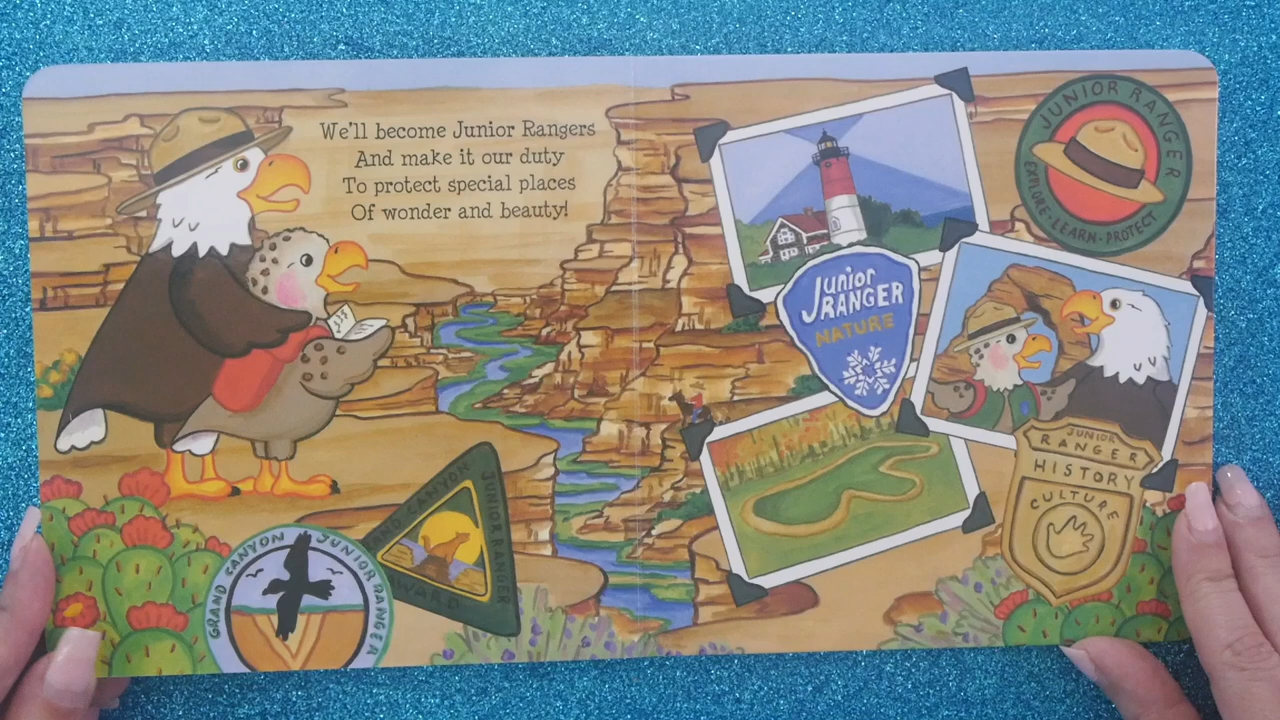 We'll become Junior Rangers
And make it our duty
To protect special places
Of wonder and beauty!
JUNIOR RANGER
EXPLORE·LEARN·PROTECT
Junior
RANGER
NATURE
JUNIOR
RANGER
HISTORY
CULTURE
GRAND CANYON JUNIOR RANGER
GRAND CANYON
JUNIOR RANGER
AWARD